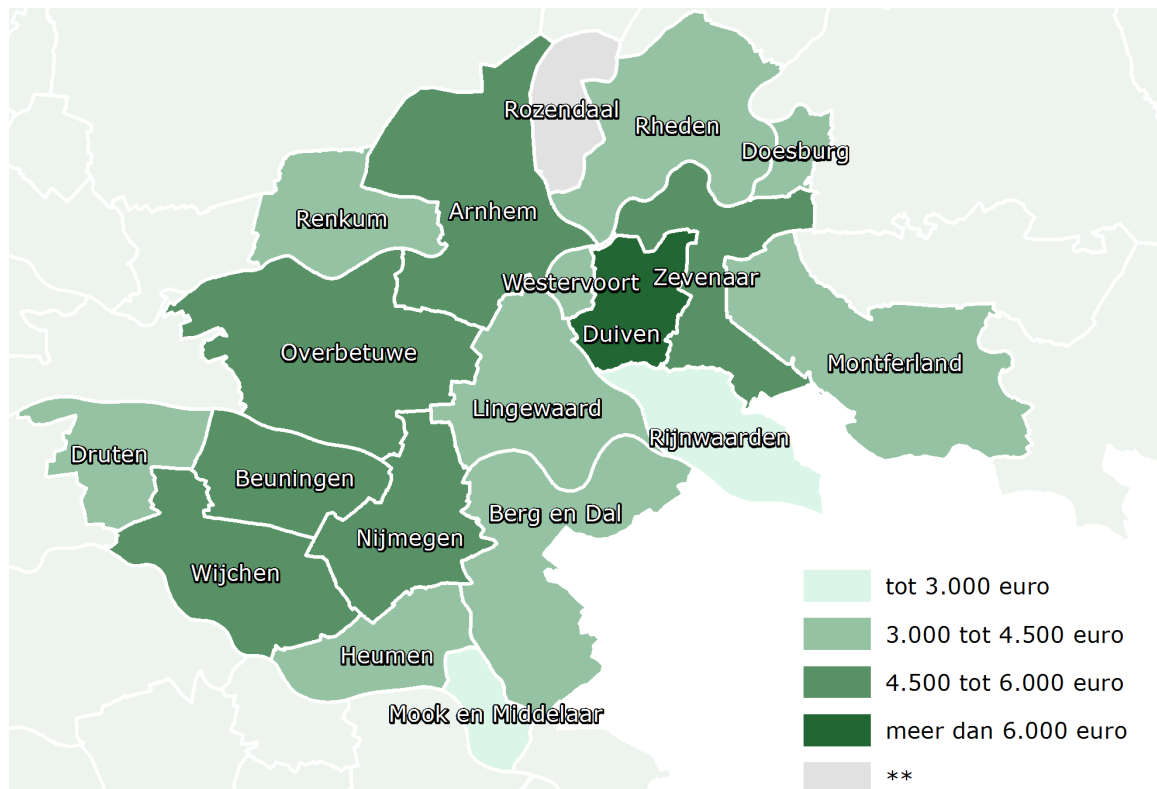 Rozendaal
Rheden
Doesburg
Renkum
Arnhem
Westervoort
Zevenaar
Duiven
Overbetuwe
Montferland
Lingewaard
Rijnwaarden
Druten
Beuningen
Berg en Dal
Nijmegen
Wijchen
Heumen
Mook en Middelaar
tot 3.000 euro
3.000 tot 4.500 euro
4.500 tot 6.000 euro
meer dan 6.000 euro
**